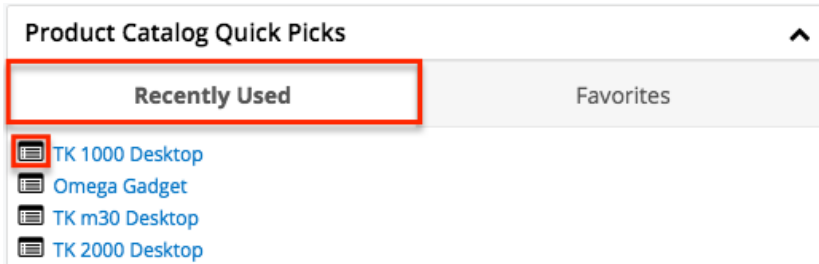 Product Catalog Quick Picks
Recently Used
Favorites
TK 1000 Desktop
Omega Gadget
TK m30 Desktop
TK 2000 Desktop